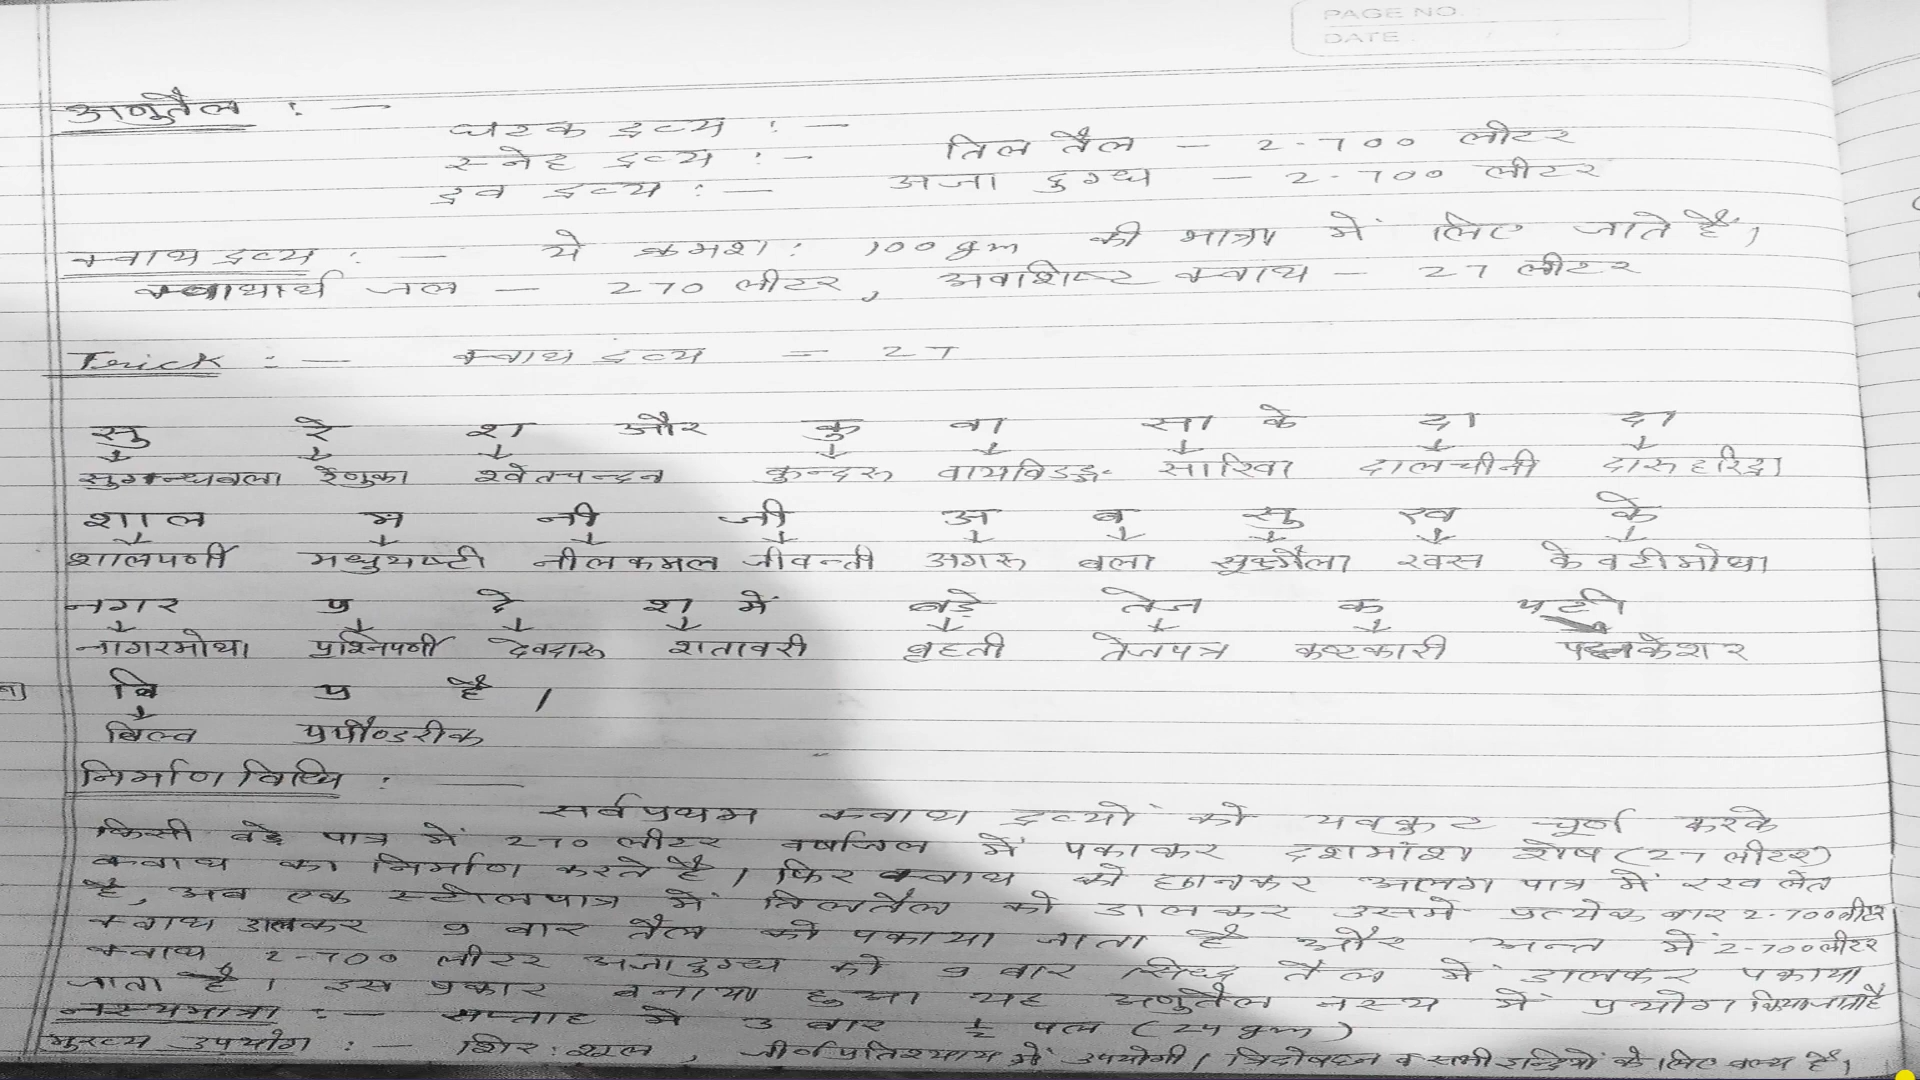 PAGE NO.
DATE
अणुतैल : —
घटक द्रव्य : —
स्नेह द्रव्य : - तिल तैल — 2.700 लीटर
द्रव द्रव्य : — अजा दुग्ध — 2.700 लीटर
क्वाथ द्रव्य : — ये क्रमश: 100 gm की मात्रा में लिए जाते है।
क्वाथार्थ जल — 270 लीटर, अवशिष्ट क्वाथ — 27 लीटर
Trick : — क्वाथ द्रव्य = 27
सु रे श और कु वा सा के दा दा
↓ ↓ ↓ ↓ ↓ ↓ ↓ ↓
सुगन्धबला रेणुका श्वेतचन्दन कुन्दरू वायविडङ्ग सारिवा दालचीनी दारूहरिद्रा
शाल म नी जी अ ब सु ख के
↓ ↓ ↓ ↓ ↓ ↓ ↓ ↓ ↓
शालपर्णी मधुयष्टी नीलकमल जीवन्ती अगरू बला सूक्ष्मैला खस केवटीमोथा
नगर प्र दे श में बड़े तेज क पटी
↓ ↓ ↓ ↓ ↓ ↓ ↓
नागरमोथा पृश्निपर्णी देवदारू शतावरी बृहती तेजपत्र कण्टकारी पद्मकेशर
बि प्र है ।
↓
बिल्व प्रपौण्डरीक
निर्माण विधि : —
सर्वप्रथम क्वाथ द्रव्यों को यवकुट चूर्ण करके
किसी बड़े पात्र में 270 लीटर वर्षाजल में पकाकर दशमांश शेष (27 लीटर)
क्वाथ का निर्माण करते है। फिर क्वाथ को छानकर अलग पात्र में रख लेते
है, अब एक स्टीलपात्र में तिलतैल को डालकर उसमे प्रत्येक बार 2.700 लीटर
क्वाथ डालकर 9 बार तैल को पकाया जाता है और अन्त में 2.700 लीटर
क्वाथ, 2.700 लीटर अजादुग्ध को 9 बार सिद्ध तैल में डालकर पकाया
जाता है। इस प्रकार बनाया हुआ यह अणुतैल नस्य में प्रयोग किया जाता है
नस्यमात्रा : — सप्ताह में 3 बार ½ पल (24 gm)
मुख्य उपयोग : — शिर:शूल, जीर्ण प्रतिश्याय में उपयोगी। त्रिदोषघ्न व सभी इन्द्रियों के लिए बल्य है।